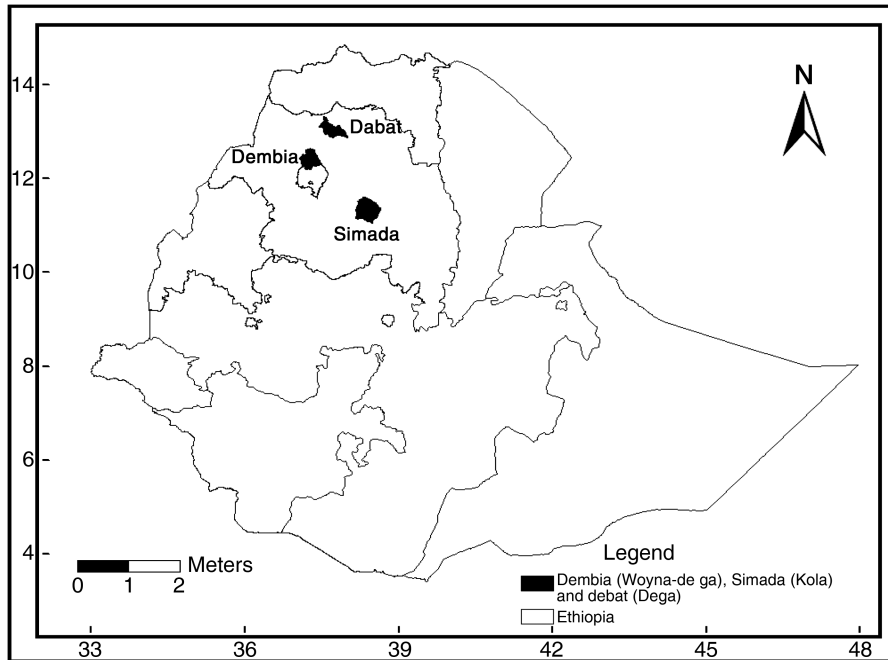 14
N
Dabat
Dembia
12
Simada
10
8
6
4
Meters
0 1 2
Legend
Dembia (Woyna-de ga), Simada (Kola)
and debat (Dega)
Ethiopia
33 36 39 42 45 48